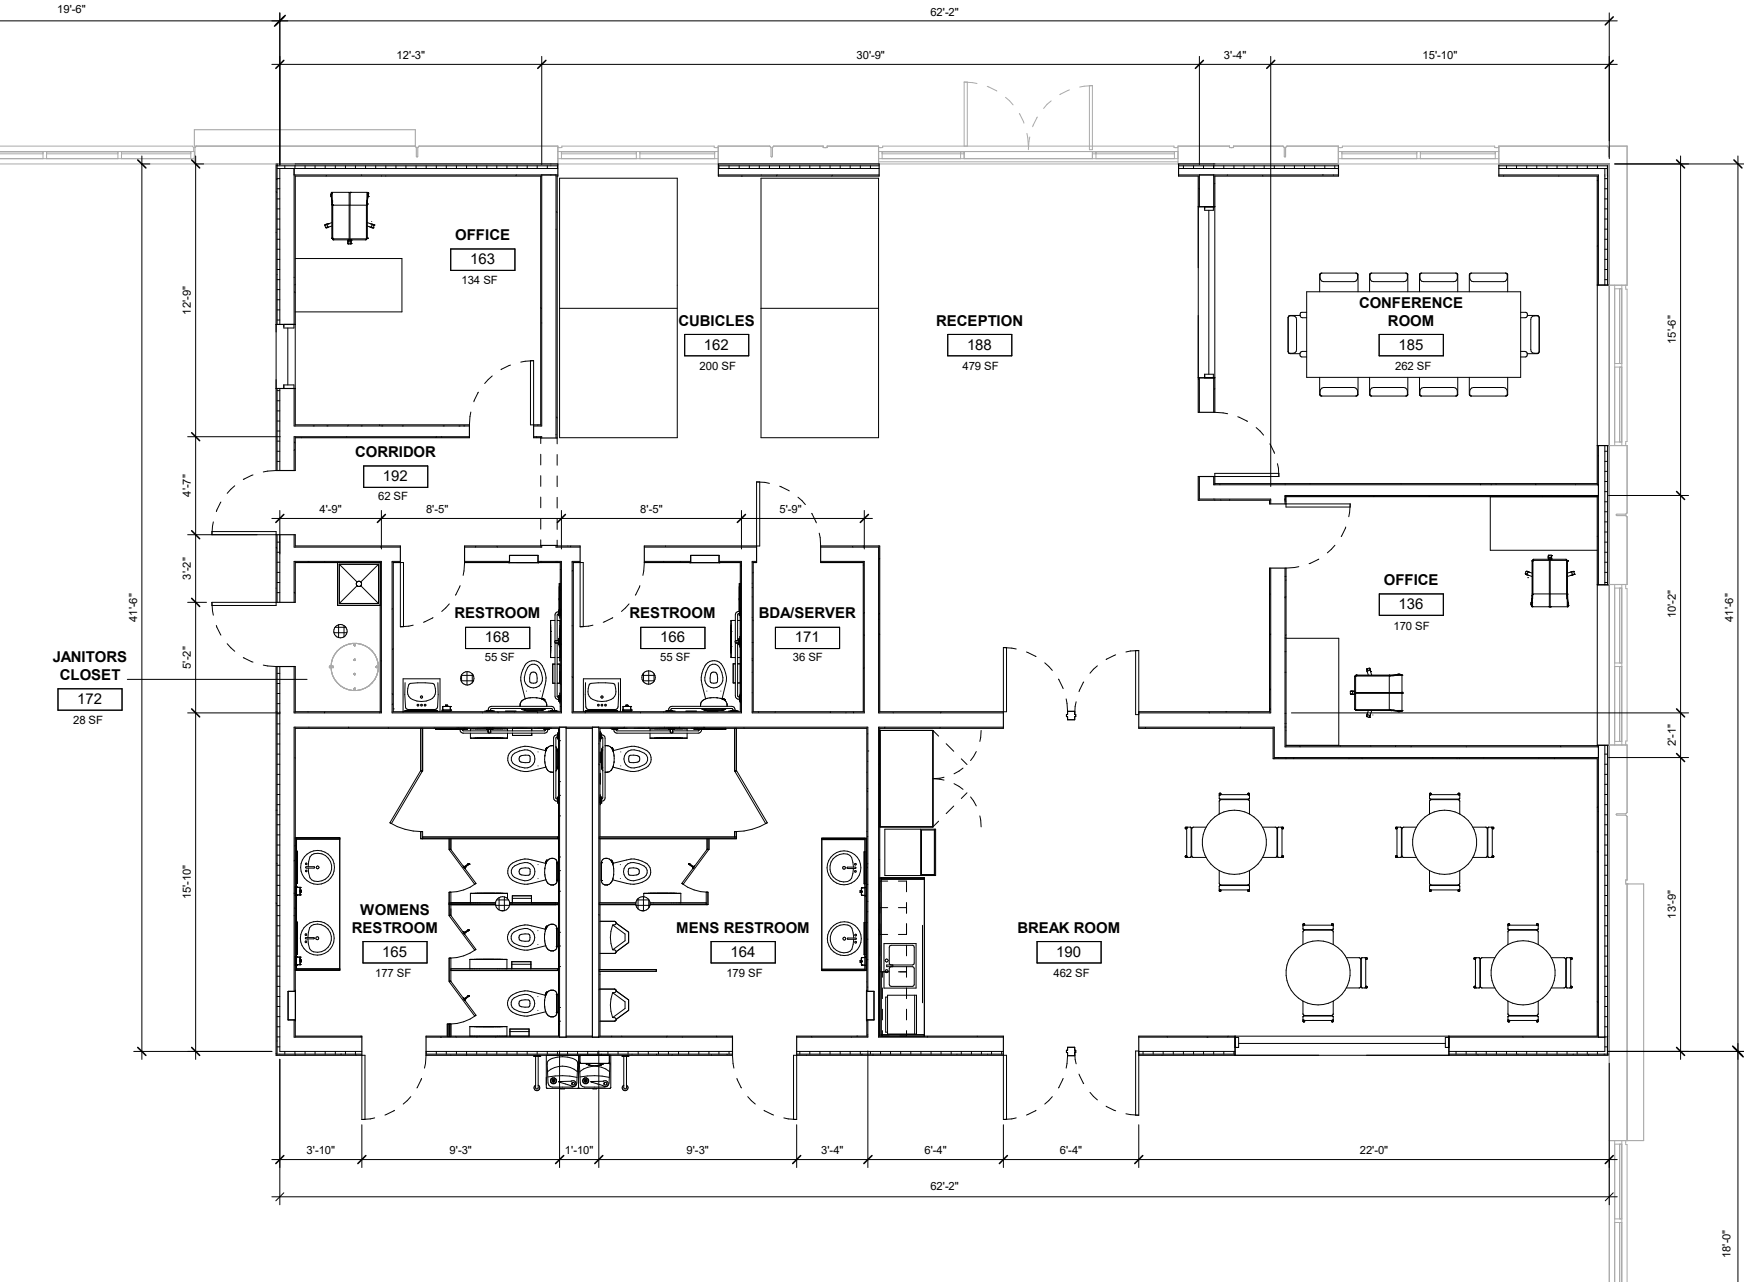 19'-6"
62'-2"
12'-3"
30'-9"
3'-4"
15'-10"
OFFICE
163
134 SF
12'-9"
CUBICLES
162
200 SF
RECEPTION
188
479 SF
CONFERENCE
ROOM
185
262 SF
15'-6"
CORRIDOR
192
62 SF
4'-7"
4'-9"
8'-5"
8'-5"
5'-9"
3'-2"
41'-6"
5'-2"
RESTROOM
168
55 SF
RESTROOM
166
55 SF
BDA/SERVER
171
36 SF
OFFICE
136
170 SF
10'-2"
41'-6"
JANITORS
CLOSET
172
28 SF
2'-1"
15'-10"
WOMENS
RESTROOM
165
177 SF
MENS RESTROOM
164
179 SF
BREAK ROOM
190
462 SF
13'-9"
3'-10"
9'-3"
1'-10"
9'-3"
3'-4"
6'-4"
6'-4"
22'-0"
62'-2"
18'-0"